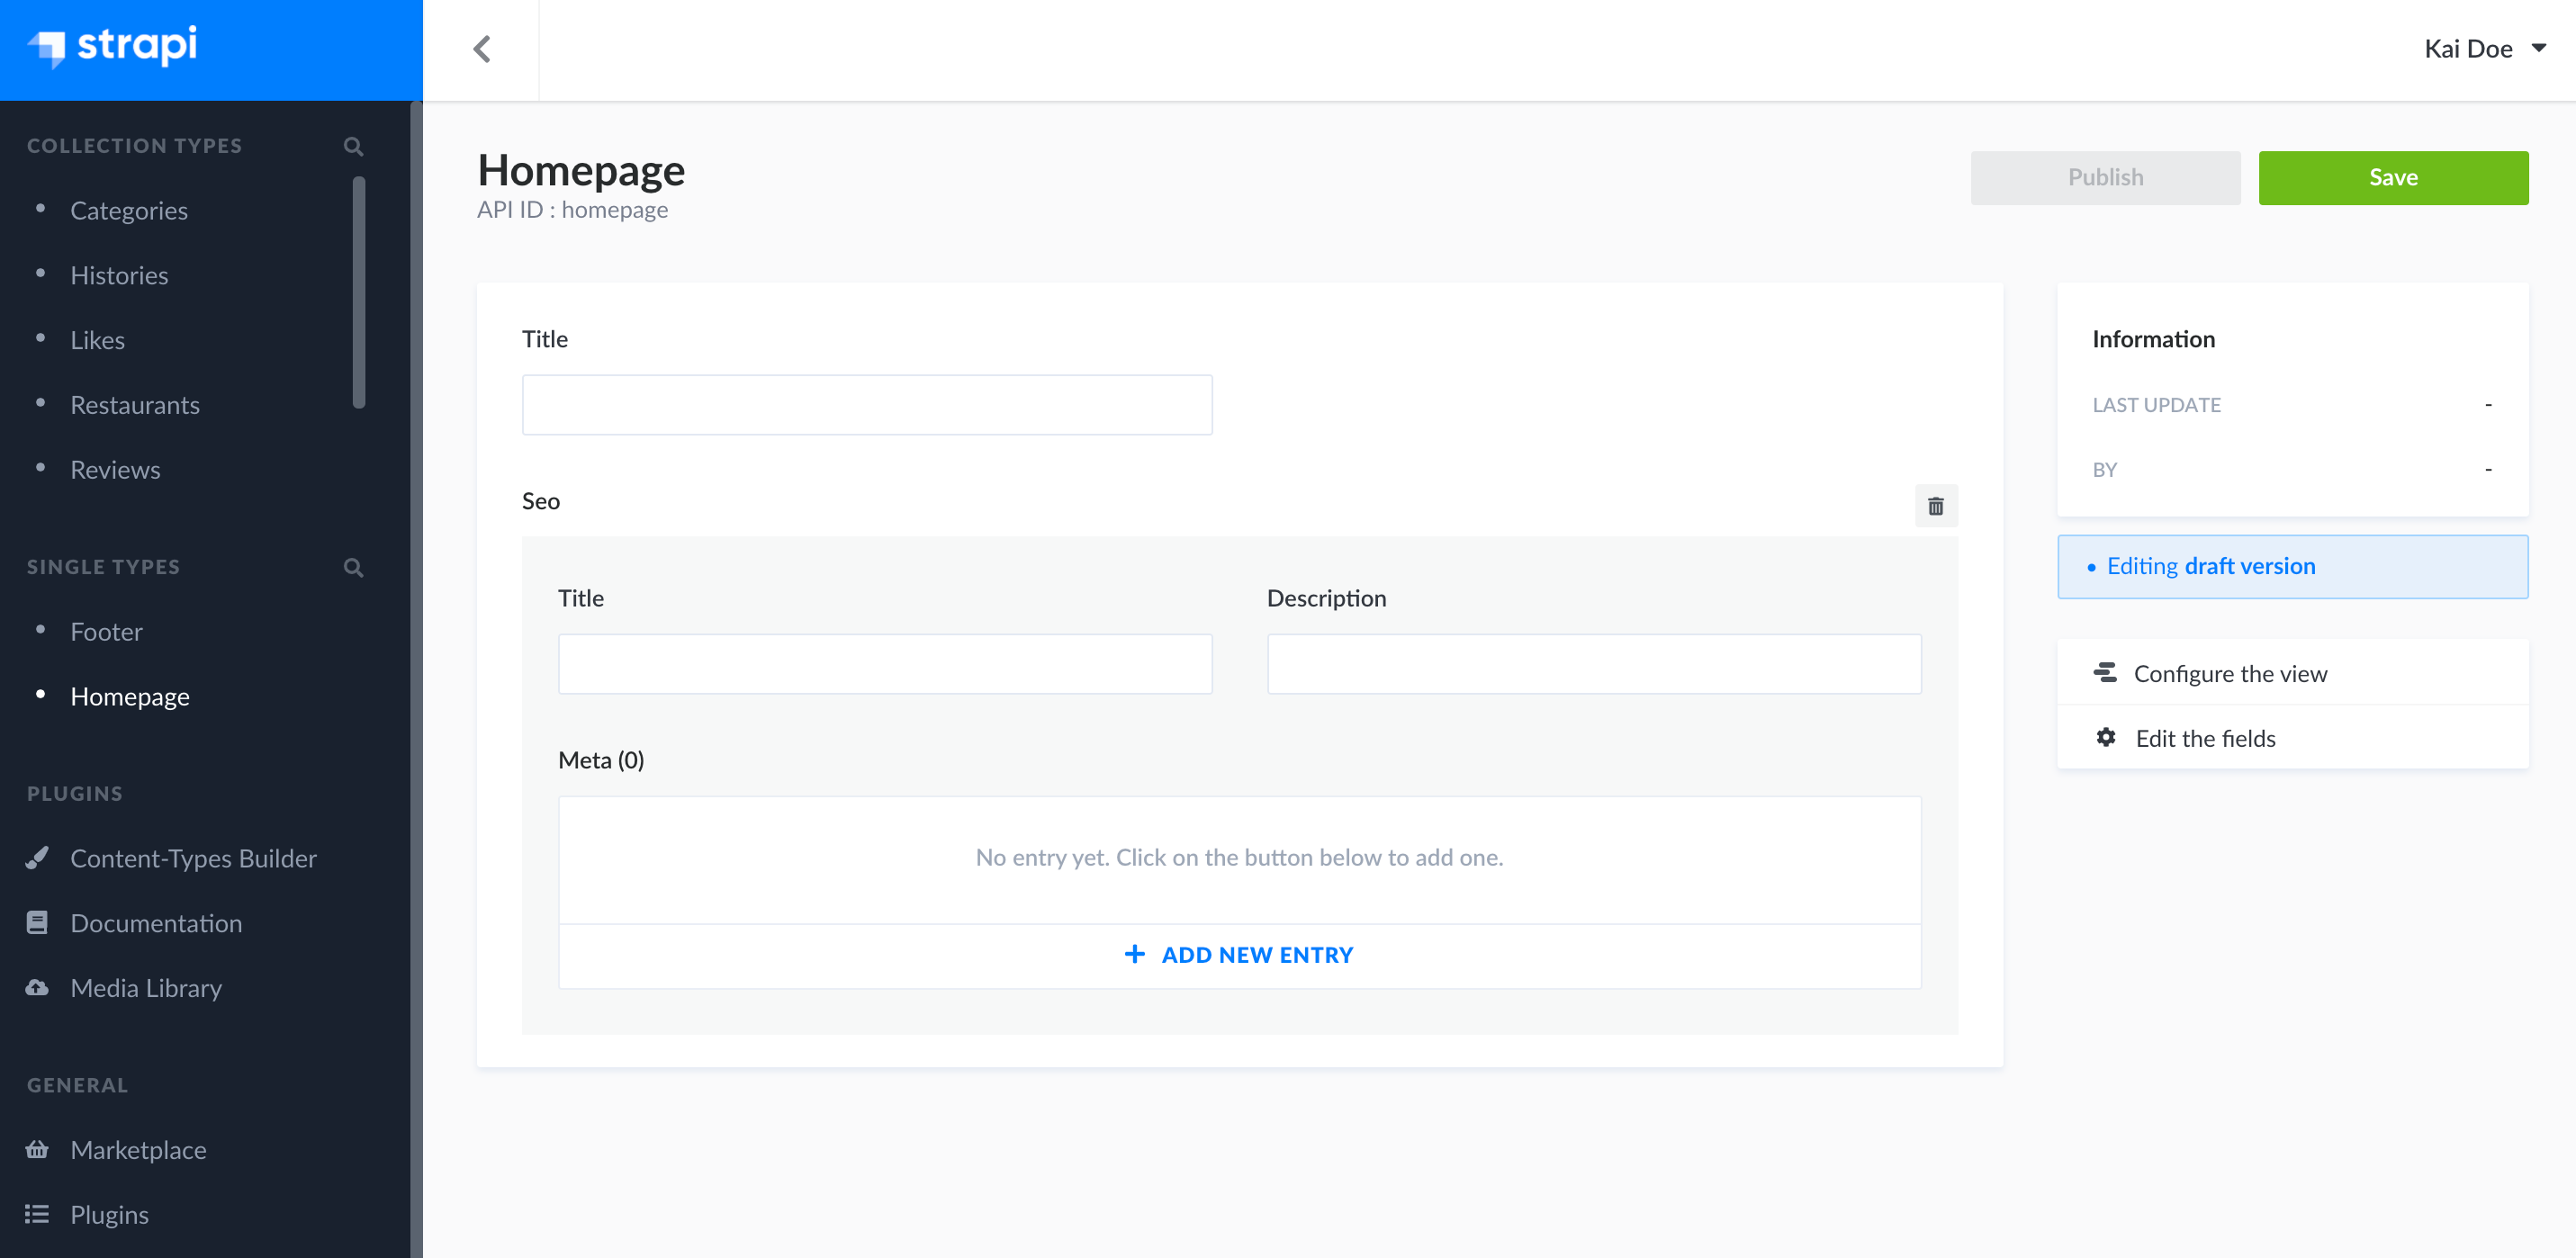 strapi
Kai Doe
COLLECTION TYPES
Categories
Histories
Likes
Restaurants
Reviews
SINGLE TYPES
Footer
Homepage
PLUGINS
Content-Types Builder
Documentation
Media Library
GENERAL
Marketplace
Plugins
Homepage
API ID : homepage
Publish
Save
Title
Seo
Title
Description
Meta (0)
No entry yet. Click on the button below to add one.
ADD NEW ENTRY
Information
LAST UPDATE -
BY -
Editing draft version
Configure the view
Edit the fields